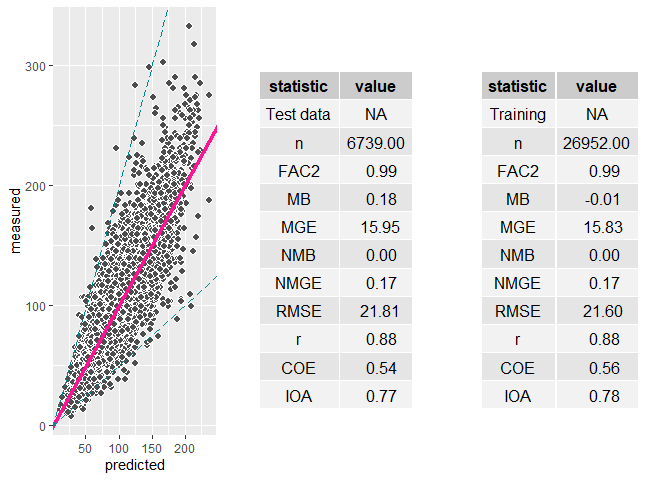 measured
300
200
100
0
50 100 150 200
predicted
statistic value
Test data NA
n 6739.00
FAC2 0.99
MB 0.18
MGE 15.95
NMB 0.00
NMGE 0.17
RMSE 21.81
r 0.88
COE 0.54
IOA 0.77
statistic value
Training NA
n 26952.00
FAC2 0.99
MB -0.01
MGE 15.83
NMB 0.00
NMGE 0.17
RMSE 21.60
r 0.88
COE 0.56
IOA 0.78